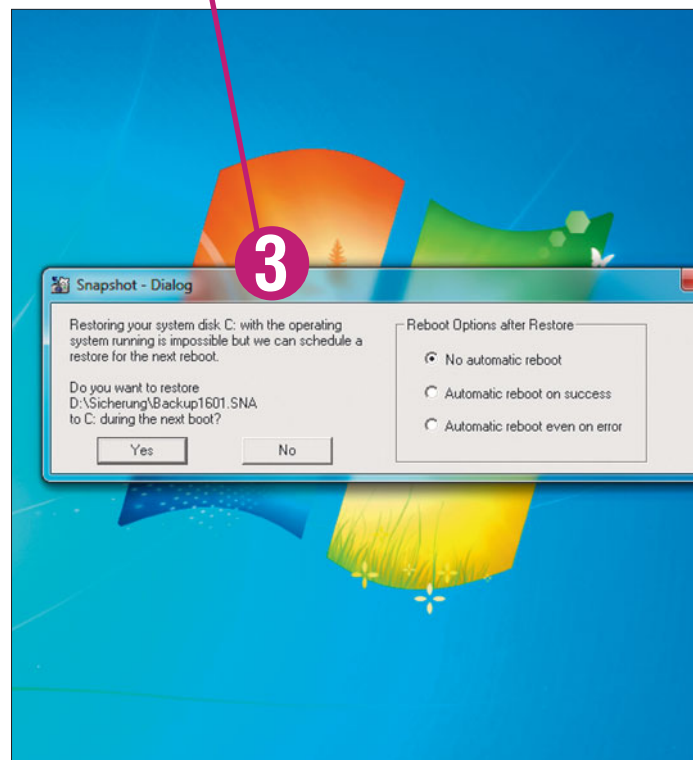 3
Snapshot - Dialog
Restoring your system disk C: with the operating
system running is impossible but we can schedule a
restore for the next reboot.
Do you want to restore
D:\Sicherung\Backup1601.SNA
to C: during the next boot?
Yes
No
Reboot Options after Restore
No automatic reboot
Automatic reboot on success
Automatic reboot even on error